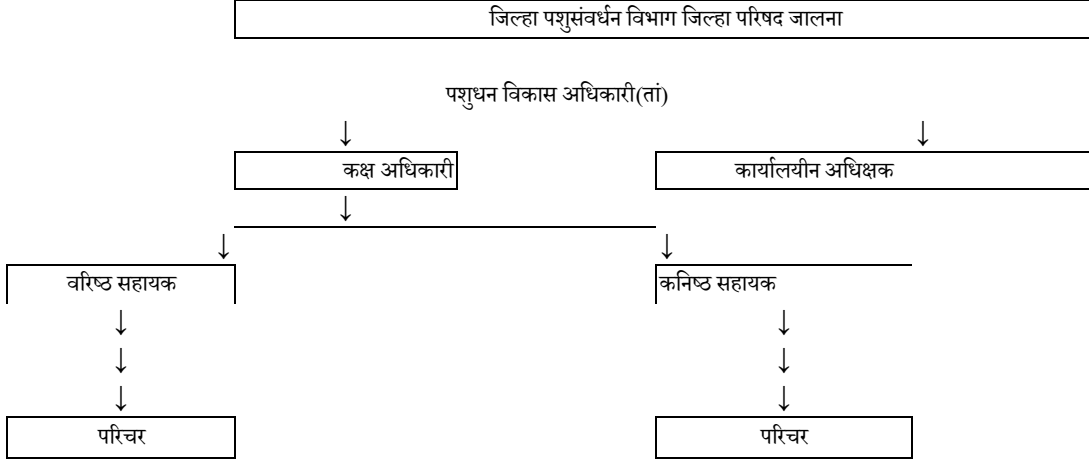 जिल्हा पशुसंवर्धन विभाग जिल्हा परिषद जालना
पशुधन विकास अधिकारी(तां)
कक्ष अधिकारी
कार्यालयीन अधिक्षक
वरिष्ठ सहायक
कनिष्ठ सहायक
परिचर
परिचर